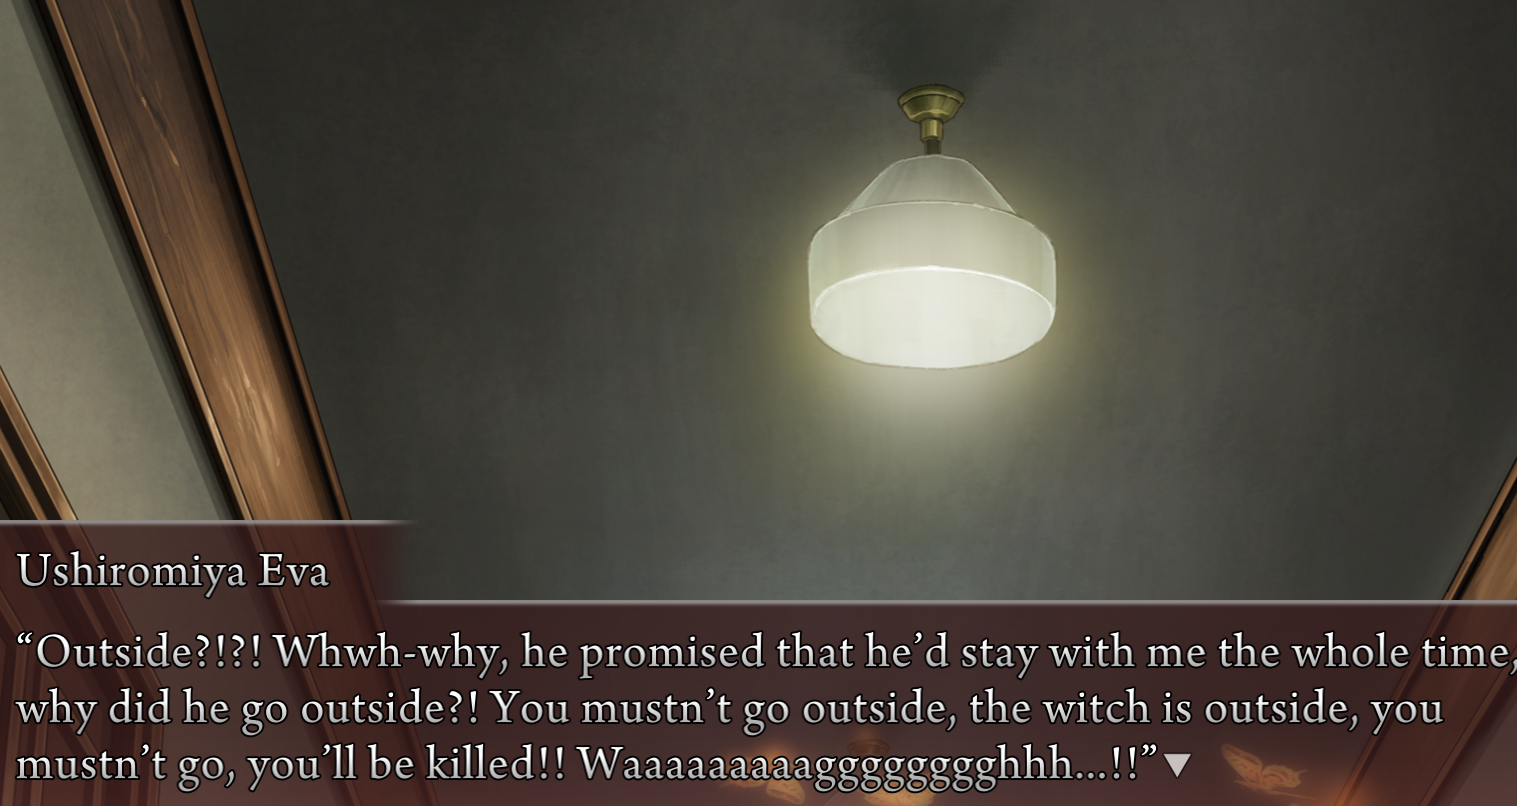 Ushiromiya Eva
“Outside?!?! Whwh-why, he promised that he’d stay with me the whole time,
why did he go outside?! You mustn’t go outside, the witch is outside, you
mustn’t go, you’ll be killed!! Waaaaaaaaagggggggghhh...!!”